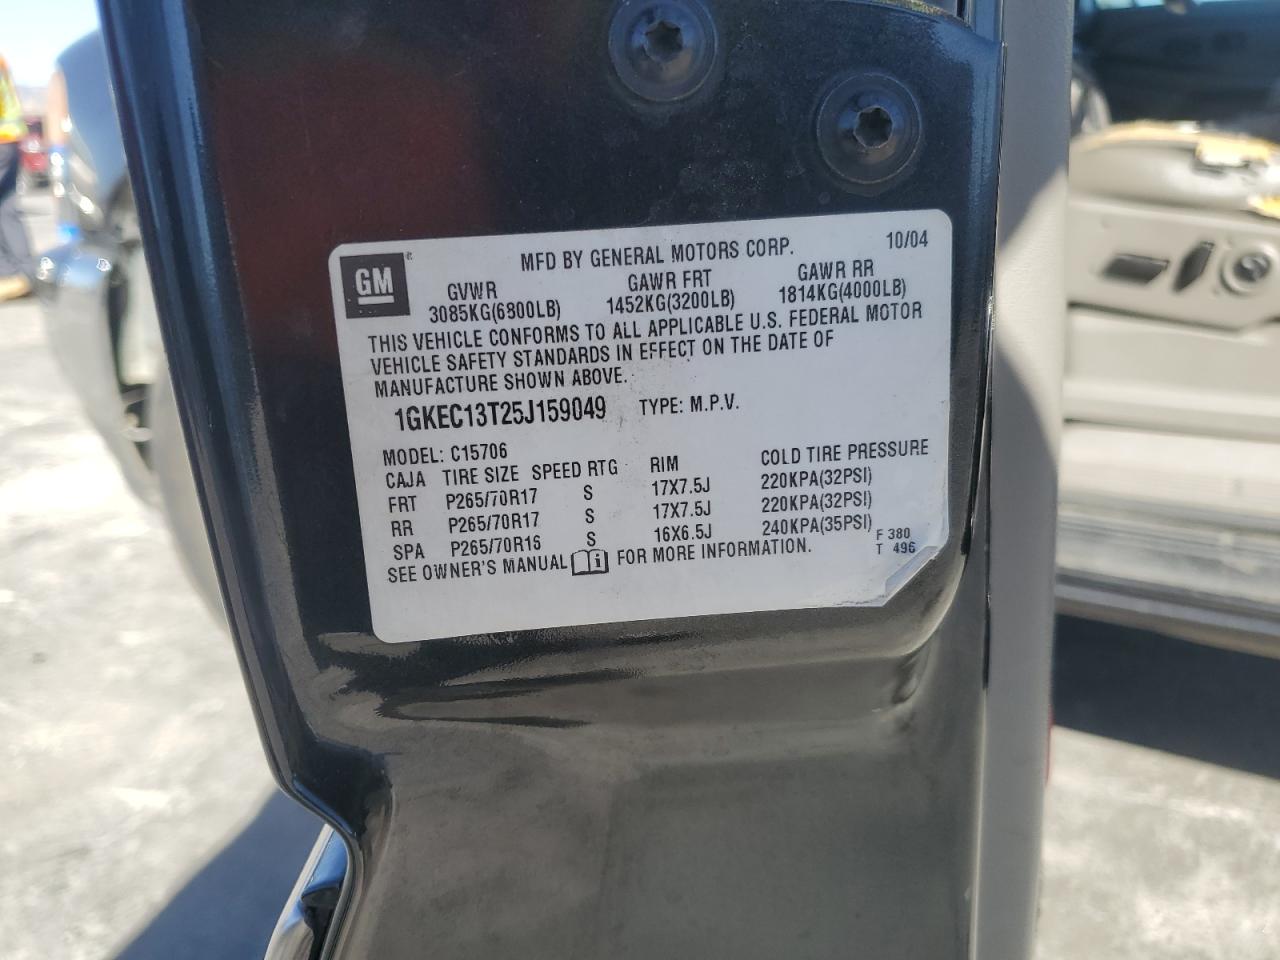 GM
MFD BY GENERAL MOTORS CORP. 10/04
GVWR GAWR FRT GAWR RR
3085KG(6800LB) 1452KG(3200LB) 1814KG(4000LB)
THIS VEHICLE CONFORMS TO ALL APPLICABLE U.S. FEDERAL MOTOR
VEHICLE SAFETY STANDARDS IN EFFECT ON THE DATE OF
MANUFACTURE SHOWN ABOVE.
1GKEC13T25J159049 TYPE: M.P.V.
MODEL: C15706
CAJA TIRE SIZE SPEED RTG RIM COLD TIRE PRESSURE
FRT P265/70R17 S 17X7.5J 220KPA(32PSI)
RR P265/70R17 S 17X7.5J 220KPA(32PSI)
SPA P265/70R16 S 16X6.5J 240KPA(35PSI)
SEE OWNER'S MANUAL FOR MORE INFORMATION.
F 380
T 496